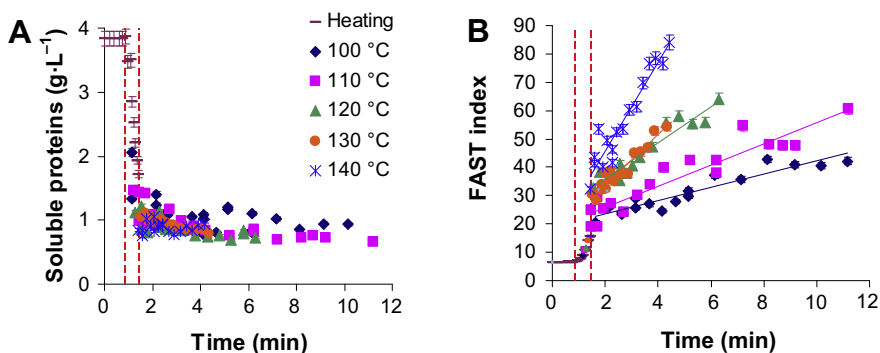 A
Soluble proteins (g·L⁻¹)
4
3
2
1
0
0 2 4 6 8 10 12
Time (min)
Heating
100 °C
110 °C
120 °C
130 °C
140 °C
B
FAST index
90
80
70
60
50
40
30
20
10
0
0 2 4 6 8 10 12
Time (min)